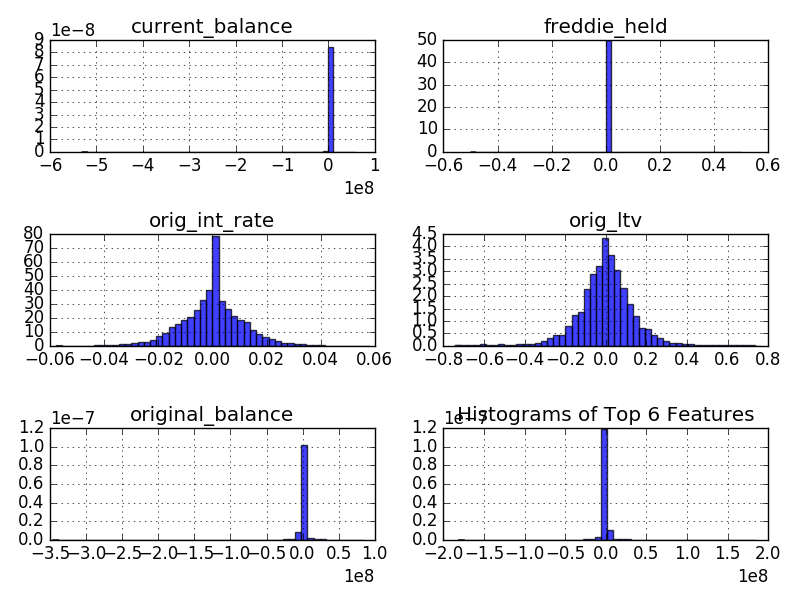 current_balance
1e−8
9
8
7
6
5
4
3
2
1
0
−6 −5 −4 −3 −2 −1 0 1
1e8
freddie_held
50
40
30
20
10
0
−0.6 −0.4 −0.2 0.0 0.2 0.4 0.6
orig_int_rate
80
70
60
50
40
30
20
10
0
−0.06 −0.04 −0.02 0.00 0.02 0.04 0.06
orig_ltv
4.5
4.0
3.5
3.0
2.5
2.0
1.5
1.0
0.5
0.0
−0.8 −0.6 −0.4 −0.2 0.0 0.2 0.4 0.6 0.8
original_balance
1e−7
1.2
1.0
0.8
0.6
0.4
0.2
0.0
−3.5 −3.0 −2.5 −2.0 −1.5 −1.0 −0.5 0.0 0.5 1.0
1e8
Histograms of Top 6 Features
1e−7
1.2
1.0
0.8
0.6
0.4
0.2
0.0
−2.0 −1.5 −1.0 −0.5 0.0 0.5 1.0 1.5 2.0
1e8